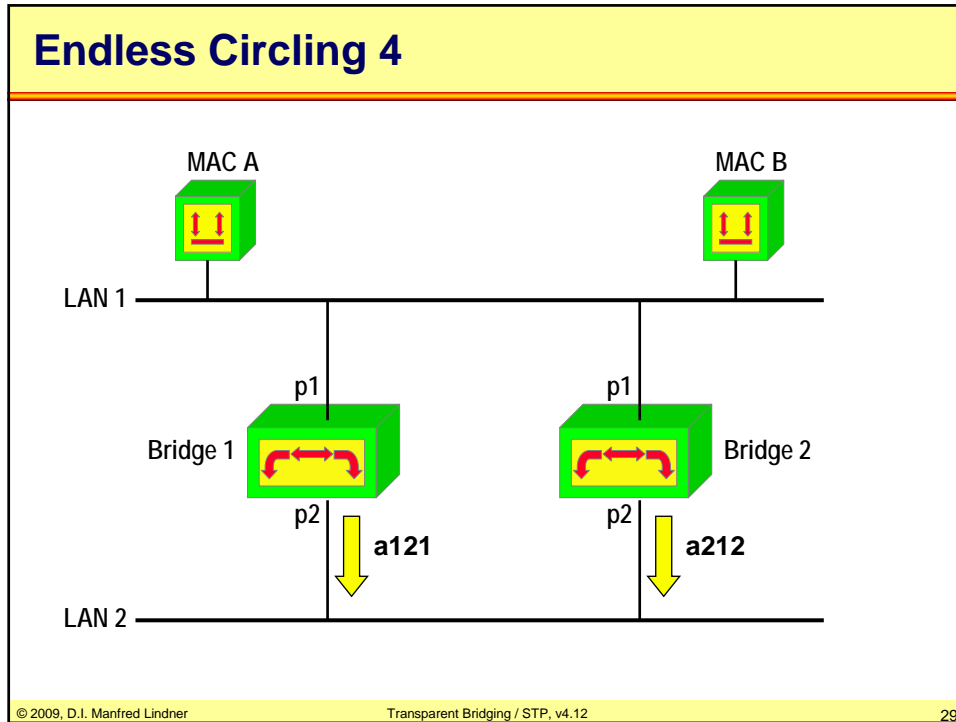 Endless Circling 4
MAC A
MAC B
LAN 1
p1
p1
Bridge 1
Bridge 2
p2
p2
a121
a212
LAN 2
© 2009, D.I. Manfred Lindner
Transparent Bridging / STP, v4.12
29